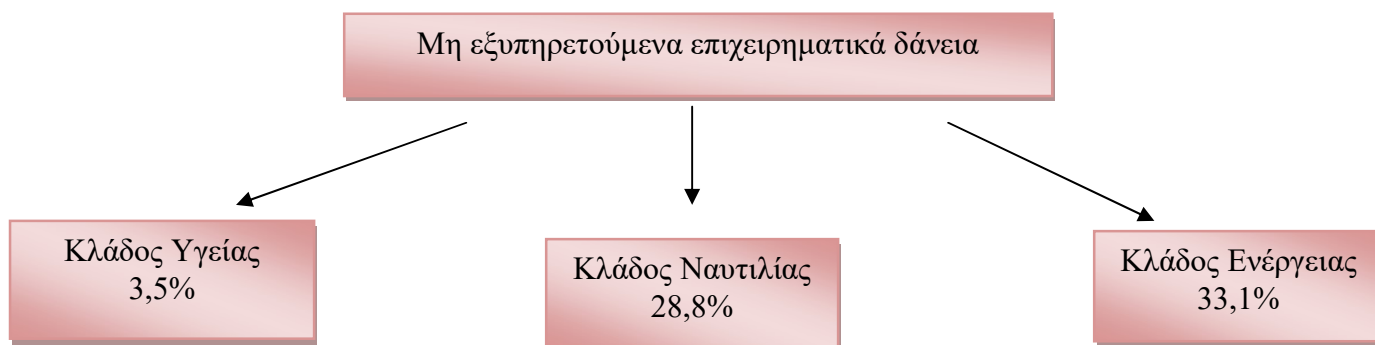 Μη εξυπηρετούμενα επιχειρηματικά δάνεια
Κλάδος Υγείας
3,5%
Κλάδος Ναυτιλίας
28,8%
Κλάδος Ενέργειας
33,1%